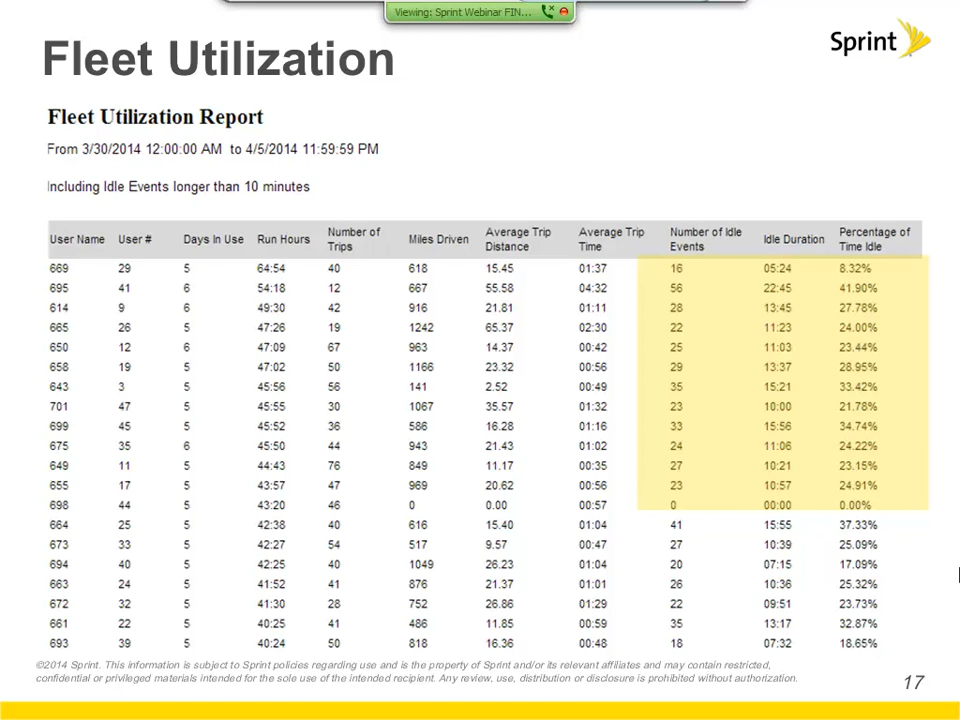 Viewing: Sprint Webinar FIN...
Fleet Utilization
Sprint
Fleet Utilization Report
From 3/30/2014 12:00:00 AM to 4/5/2014 11:59:59 PM
Including Idle Events longer than 10 minutes
User Name User # Days In Use Run Hours Number of Trips Miles Driven Average Trip Distance Average Trip Time Number of Idle Events Idle Duration Percentage of Time Idle
669 29 5 64:54 40 618 15.45 01:37 16 05:24 8.32%
695 41 6 54:18 12 667 55.58 04:32 56 22:45 41.90%
614 9 6 49:30 42 916 21.81 01:11 28 13:45 27.78%
665 26 5 47:26 19 1242 65.37 02:30 22 11:23 24.00%
650 12 6 47:09 67 963 14.37 00:42 25 11:03 23.44%
658 19 5 47:02 50 1166 23.32 00:56 29 13:37 28.95%
643 3 5 45:56 56 141 2.52 00:49 35 15:21 33.42%
701 47 5 45:55 30 1067 35.57 01:32 23 10:00 21.78%
699 45 5 45:52 36 586 16.28 01:16 33 15:56 34.74%
675 35 6 45:50 44 943 21.43 01:02 24 11:06 24.22%
649 11 5 44:43 76 849 11.17 00:35 27 10:21 23.15%
655 17 5 43:57 47 969 20.62 00:56 23 10:57 24.91%
698 44 5 43:20 46 0 0.00 00:57 0 00:00 0.00%
664 25 5 42:38 40 616 15.40 01:04 41 15:55 37.33%
673 33 5 42:27 54 517 9.57 00:47 27 10:39 25.09%
694 40 5 42:25 40 1049 26.23 01:04 20 07:15 17.09%
663 24 5 41:52 41 876 21.37 01:01 26 10:36 25.32%
672 32 5 41:30 28 752 26.86 01:29 22 09:51 23.73%
661 22 5 40:25 41 486 11.85 00:59 35 13:17 32.87%
693 39 5 40:24 50 818 16.36 00:48 18 07:32 18.65%
©2014 Sprint. This information is subject to Sprint policies regarding use and is the property of Sprint and/or its relevant affiliates and may contain restricted,
confidential or privileged materials intended for the sole use of the intended recipient. Any review, use, distribution or disclosure is prohibited without authorization.
17